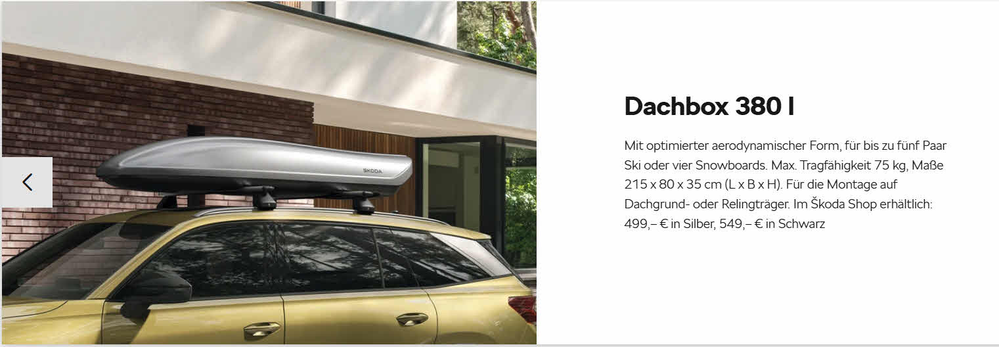 ŠKODA
Dachbox 380 l
Mit optimierter aerodynamischer Form, für bis zu fünf Paar
Ski oder vier Snowboards. Max. Tragfähigkeit 75 kg, Maße
215 x 80 x 35 cm (L x B x H). Für die Montage auf
Dachgrund- oder Relingträger. Im Škoda Shop erhältlich:
499,– € in Silber, 549,– € in Schwarz